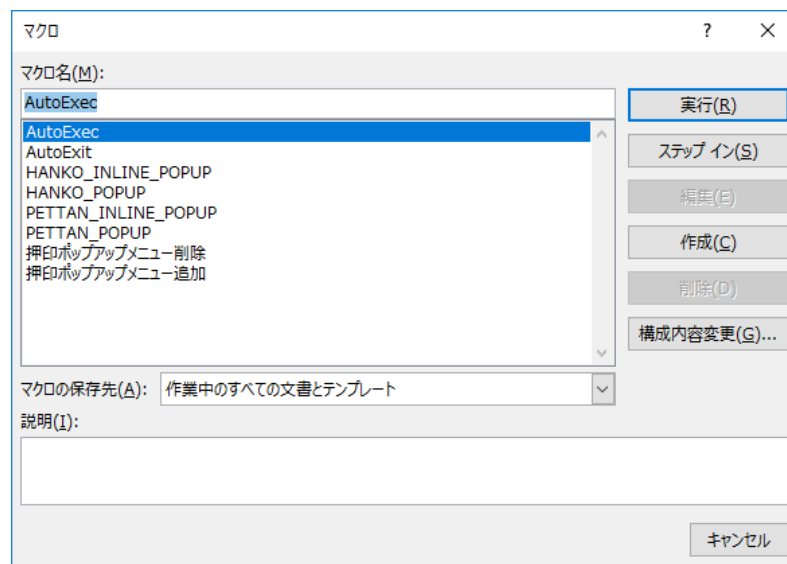 マクロ
マクロ名(M):
AutoExec
AutoExec
AutoExit
HANKO_INLINE_POPUP
HANKO_POPUP
PETTAN_INLINE_POPUP
PETTAN_POPUP
押印ポップアップメニュー削除
押印ポップアップメニュー追加
実行(R)
ステップ イン(S)
編集(E)
作成(C)
削除(D)
構成内容変更(G)...
マクロの保存先(A): 作業中のすべての文書とテンプレート
説明(I):
キャンセル